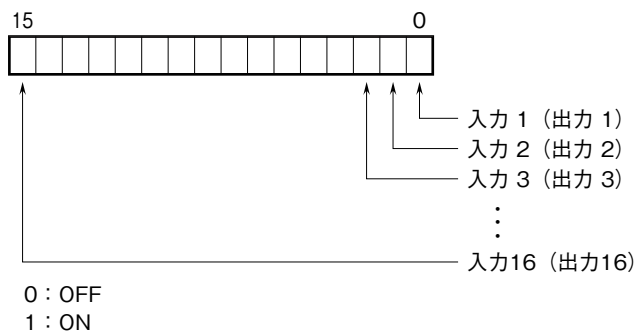 15 0
入力 1（出力 1）
入力 2（出力 2）
入力 3（出力 3）
⋮
入力16（出力16）
0：OFF
1：ON